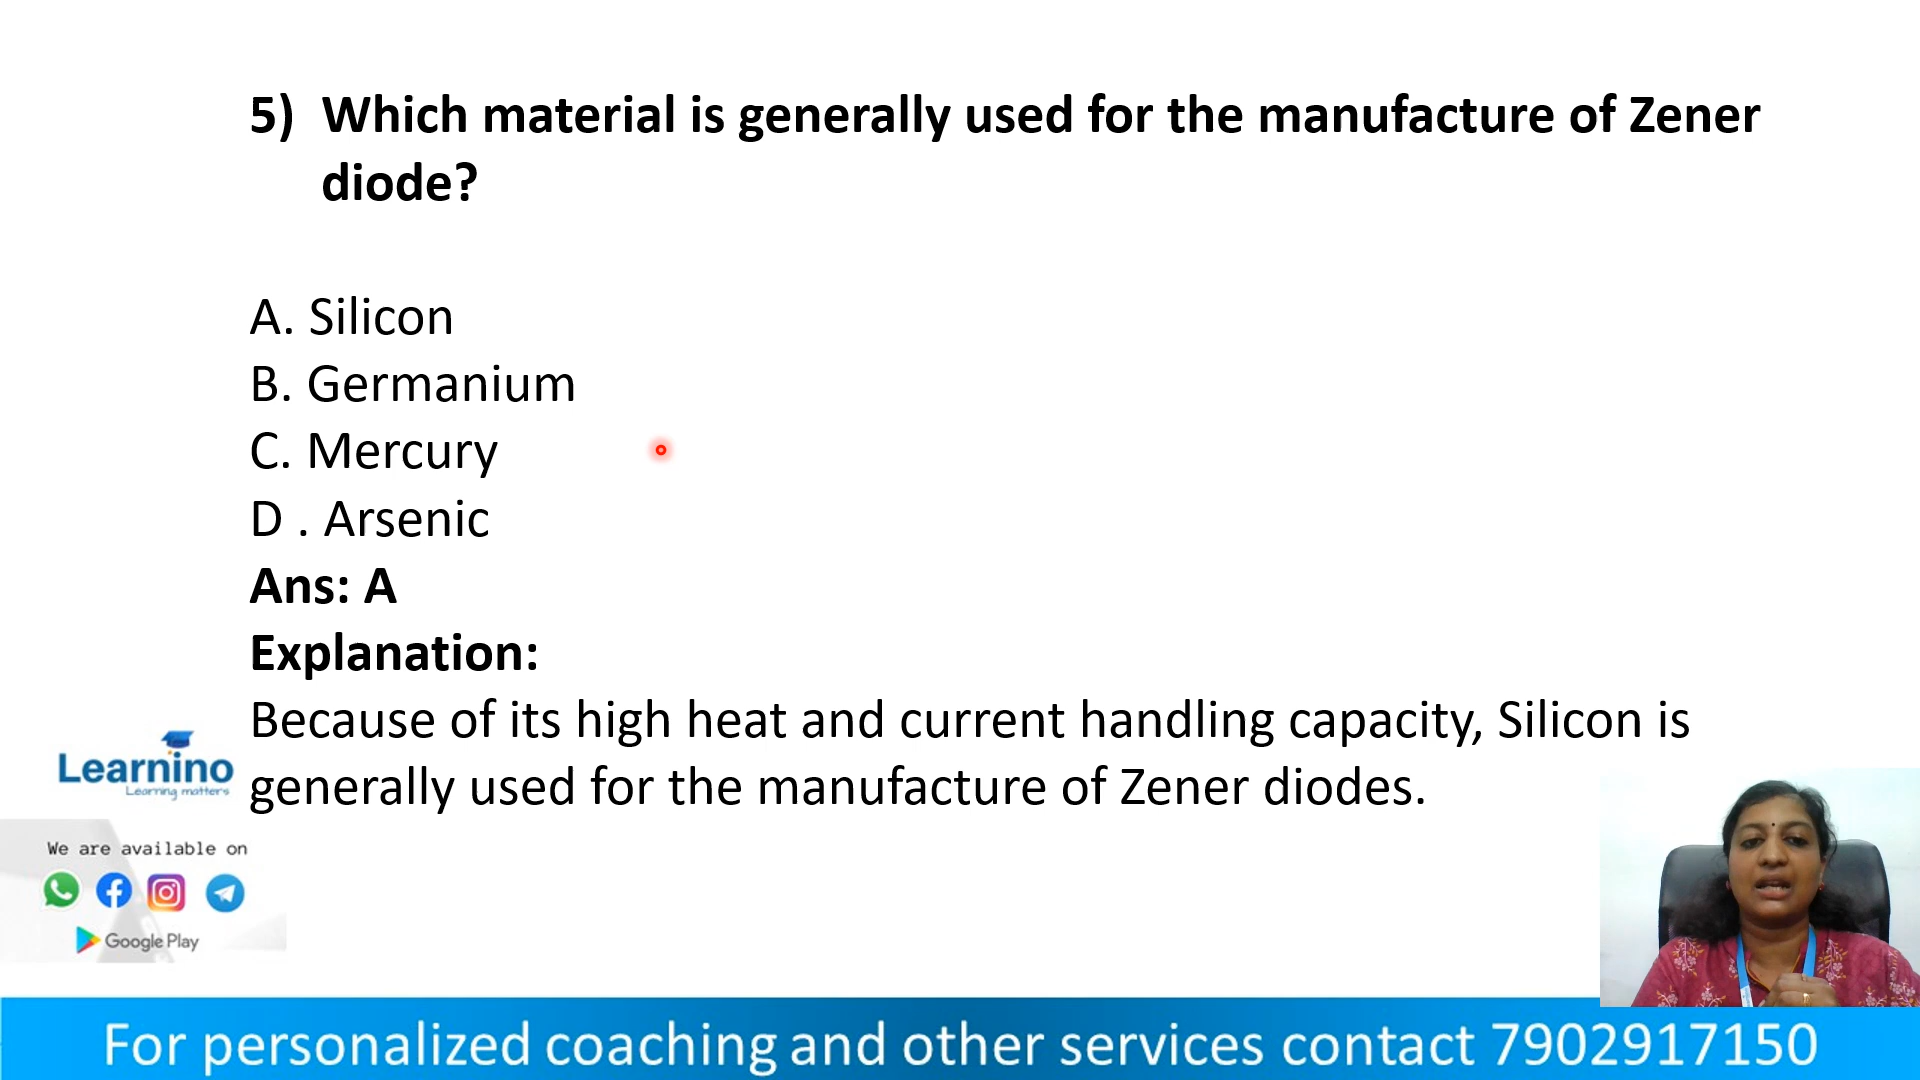 5) Which material is generally used for the manufacture of Zener
diode?
A. Silicon
B. Germanium
C. Mercury
D . Arsenic
Ans: A
Explanation:
Because of its high heat and current handling capacity, Silicon is
generally used for the manufacture of Zener diodes.
Learnino
Learning matters
We are available on
Google Play
For personalized coaching and other services contact 7902917150